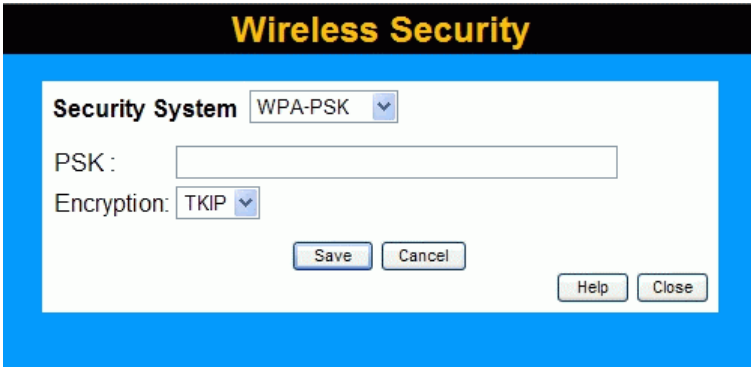 Wireless Security
Security System WPA-PSK
PSK :
Encryption: TKIP
Save Cancel
Help Close